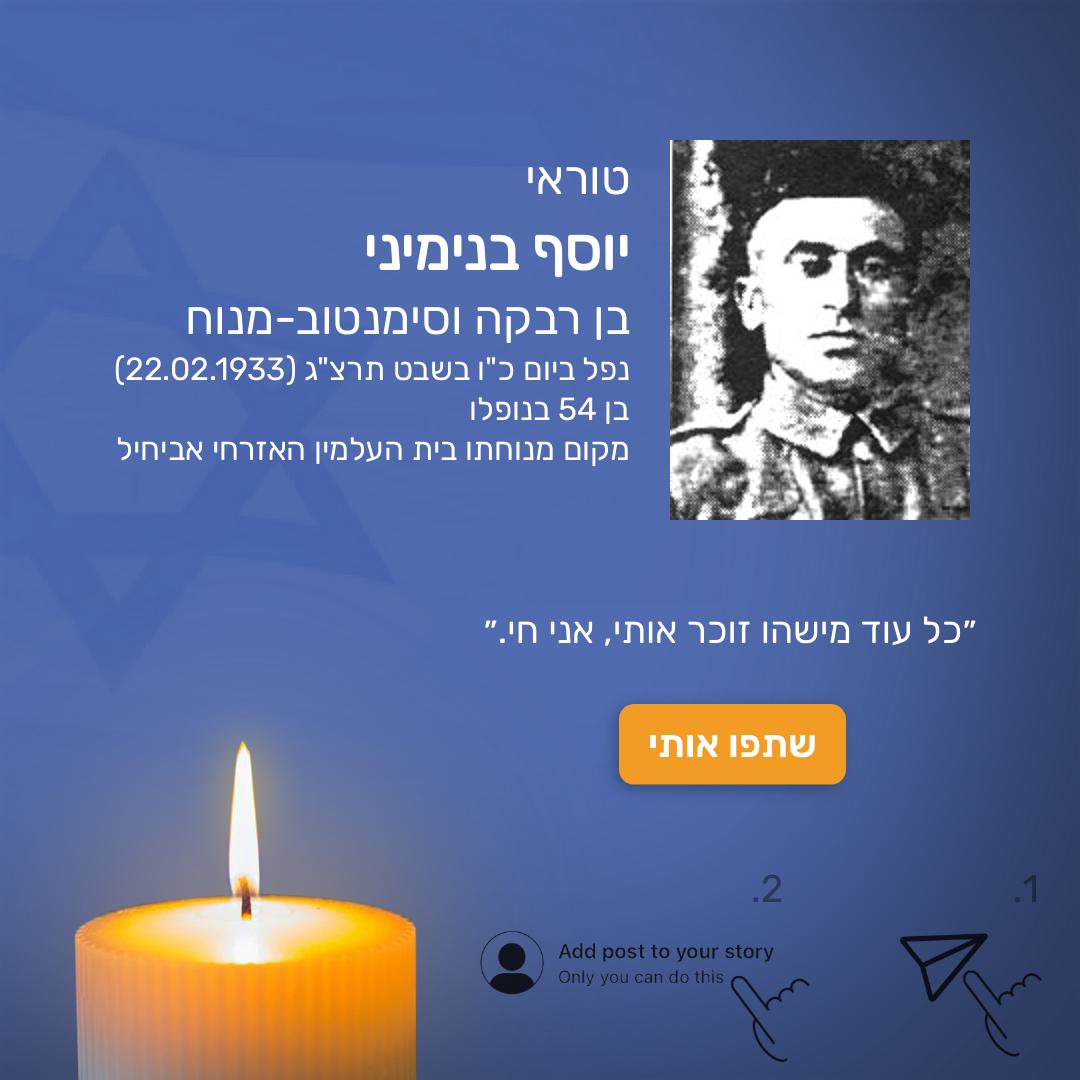 טוראי
יוסף בנימיני
בן רבקה וסימנטוב-מנוח
נפל ביום כ"ו בשבט תרצ"ג (22.02.1933)
בן 54 בנופלו
מקום מנוחתו בית העלמין האזרחי אביחיל
״כל עוד מישהו זוכר אותי, אני חי.״
שתפו אותי
1.
2.
Add post to your story
Only you can do this